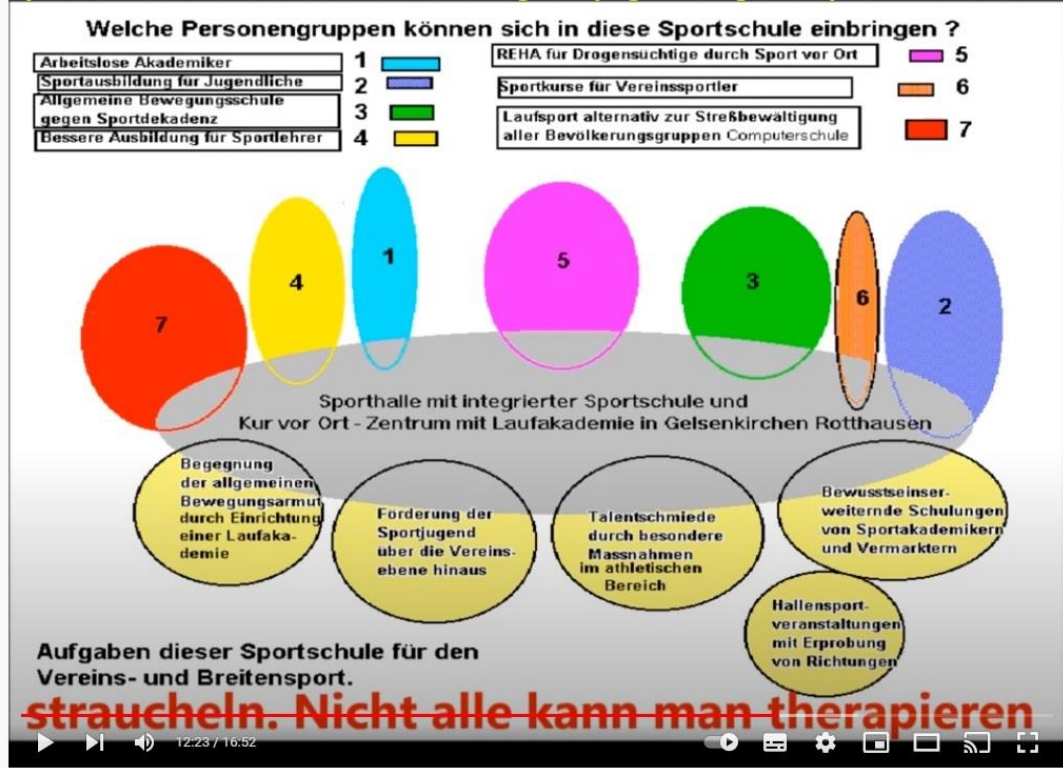 Welche Personengruppen können sich in diese Sportschule einbringen ?
Arbeitslose Akademiker 1
Sportausbildung für Jugendliche 2
Allgemeine Bewegungsschule
gegen Sportdekadenz 3
Bessere Ausbildung für Sportlehrer 4
REHA für Drogensüchtige durch Sport vor Ort 5
Sportkurse für Vereinssportler 6
Laufsport alternativ zur Streßbewältigung
aller Bevölkerungsgruppen Computerschule 7
7
4
1
5
3
6
2
Sporthalle mit integrierter Sportschule und
Kur vor Ort - Zentrum mit Laufakademie in Gelsenkirchen Rotthausen
Begegnung
der allgemeinen
Bewegungsarmut
durch Einrichtung
einer Laufaka-
demie
Förderung der
Sportjugend
über die Vereins-
ebene hinaus
Talentschmiede
durch besondere
Massnahmen
im athletischen
Bereich
Bewusstseinser-
weiternde Schulungen
von Sportakademikern
und Vermarktern
Hallensport-
veranstaltungen
mit Erprobung
von Richtungen
Aufgaben dieser Sportschule für den
Vereins- und Breitensport.
straucheln. Nicht alle kann man therapieren
12:23 / 16:52